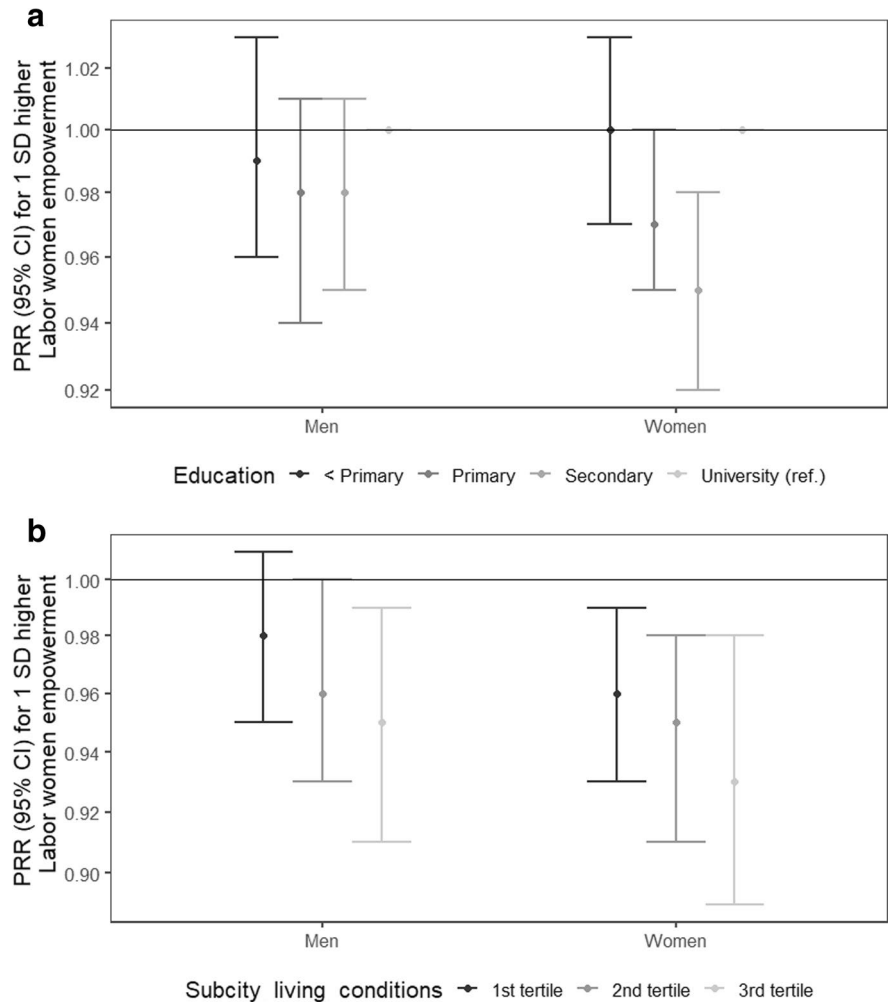 a
PRR (95% CI) for 1 SD higher
Labor women empowerment
1.02
1.00
0.98
0.96
0.94
0.92
Men Women
Education < Primary Primary Secondary University (ref.)
b
PRR (95% CI) for 1 SD higher
Labor women empowerment
1.00
0.98
0.96
0.94
0.92
0.90
Men Women
Subcity living conditions 1st tertile 2nd tertile 3rd tertile